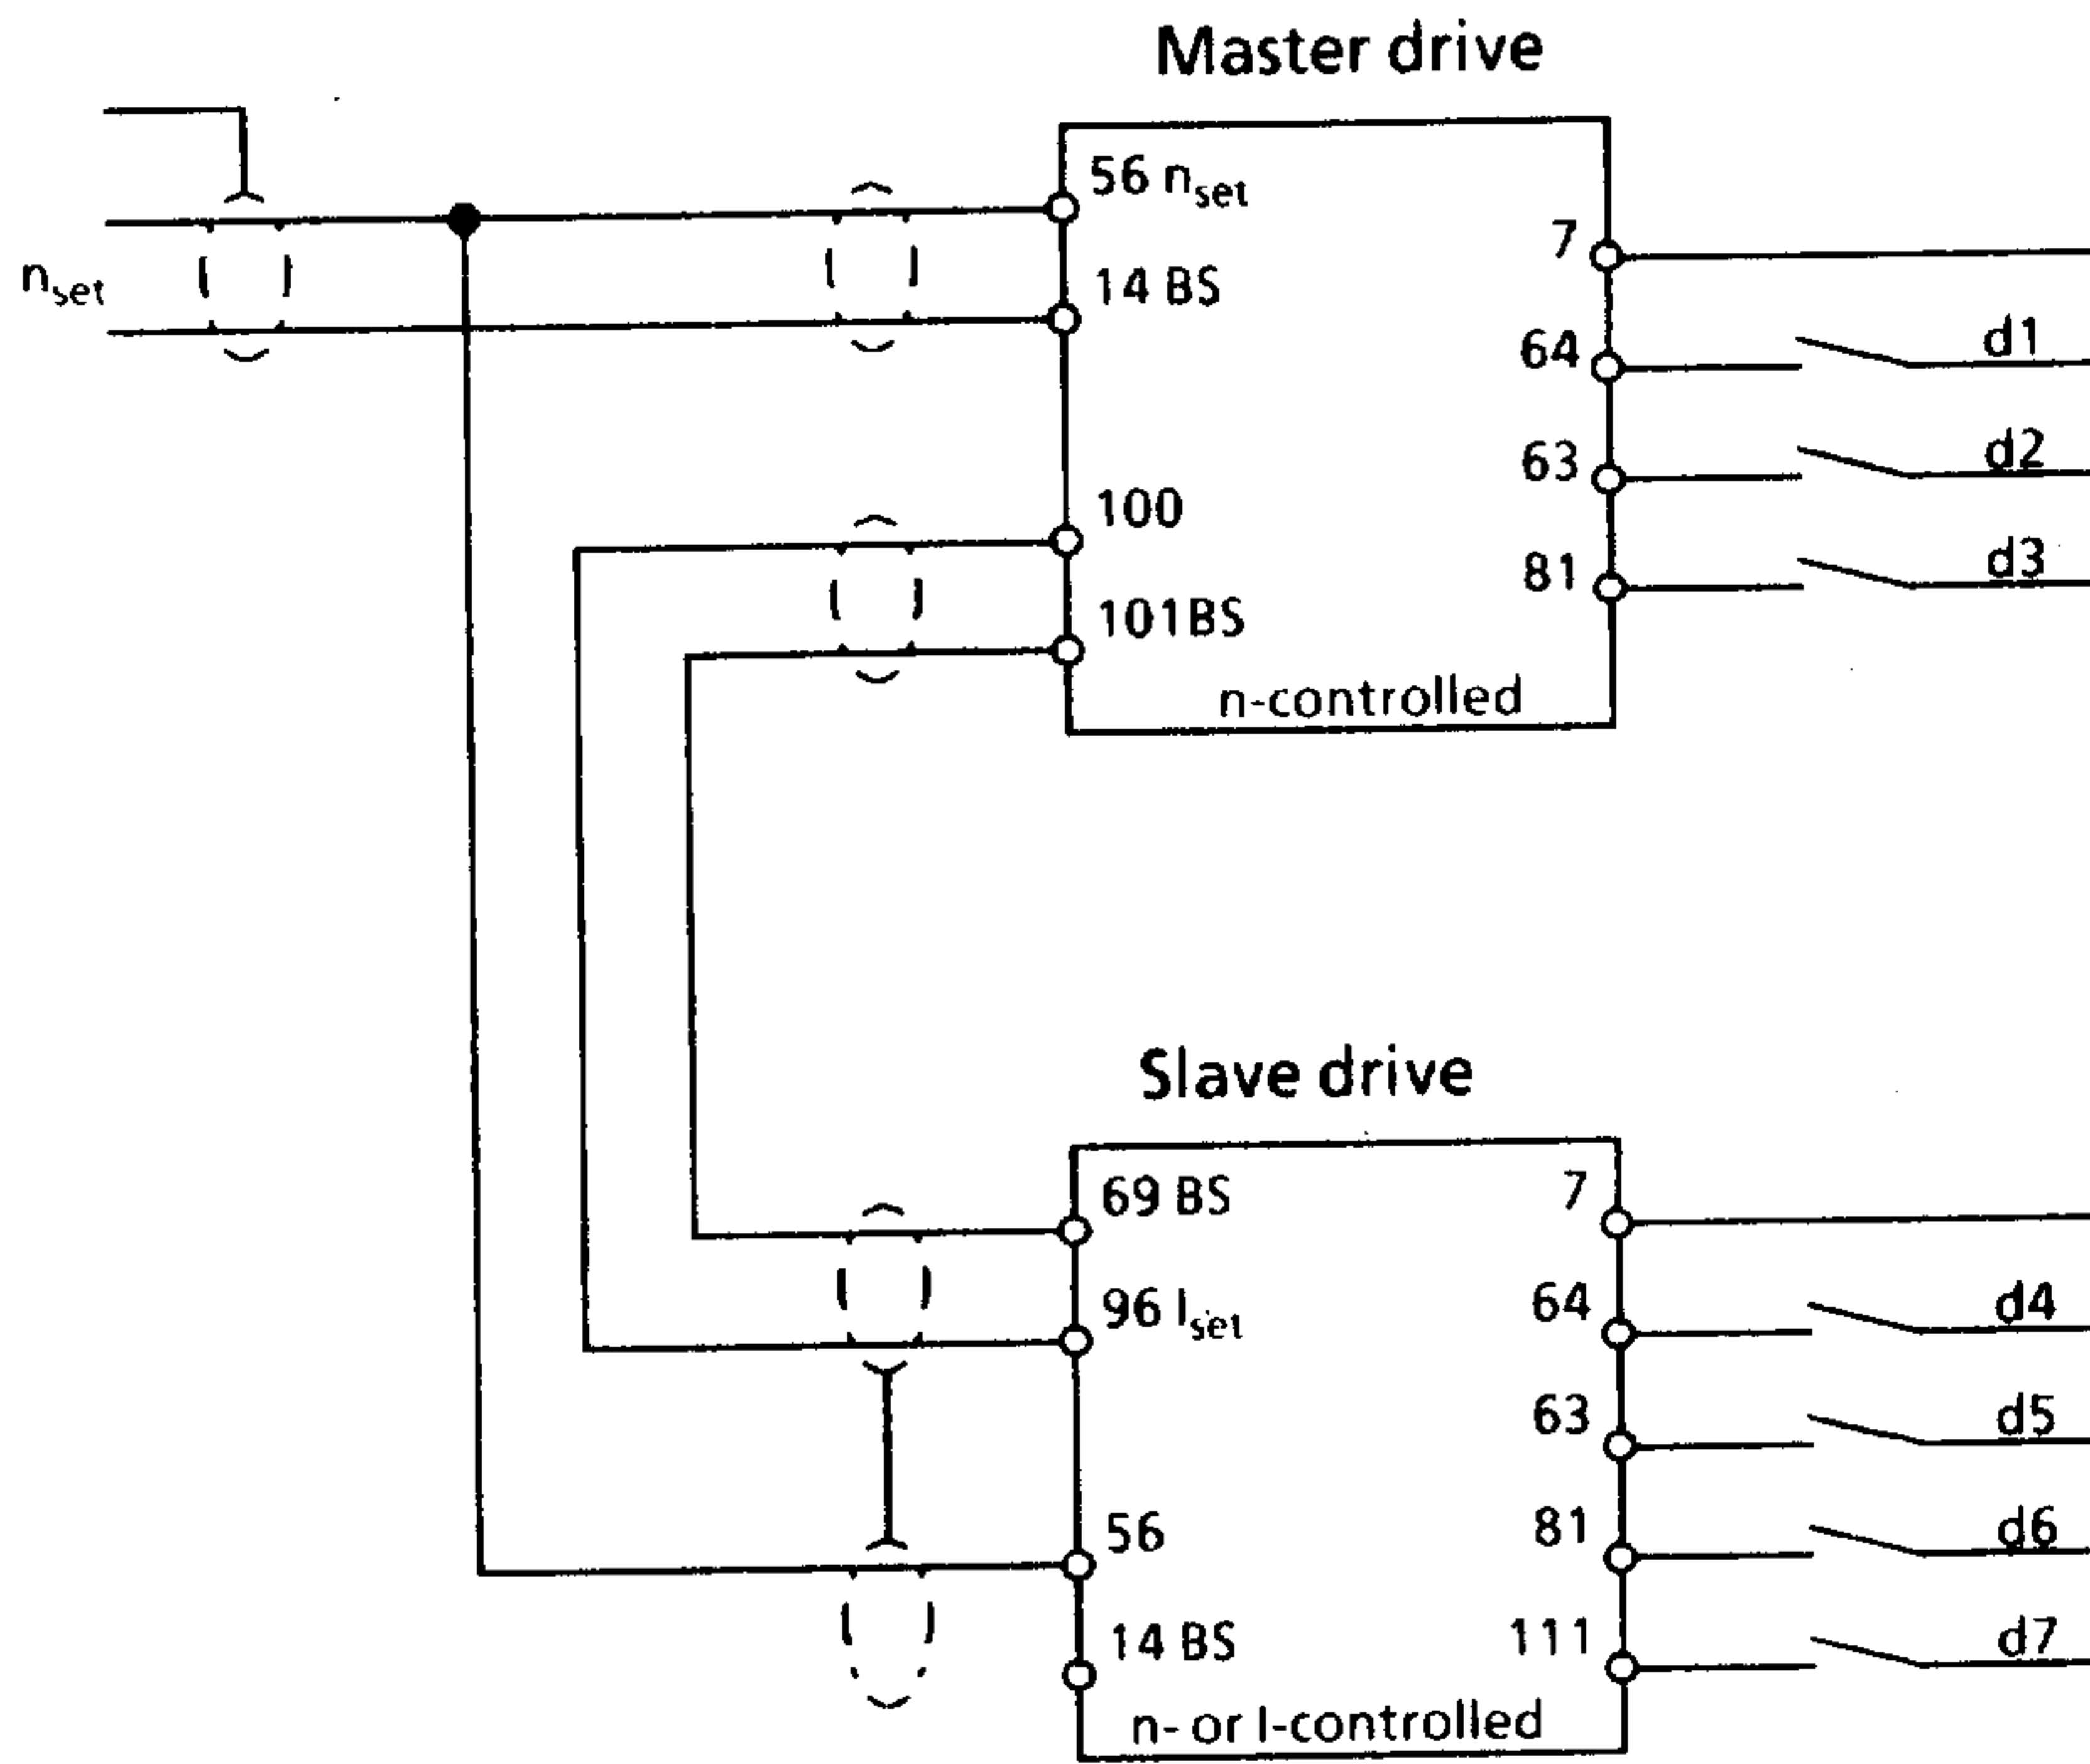 Master drive
56 nset
7
nset
14 BS
64
d1
63
d2
100
81
d3
101BS
n-controlled
Slave drive
69 BS
7
96 Iset
64
d4
63
d5
56
81
d6
14 BS
111
d7
n- or I-controlled